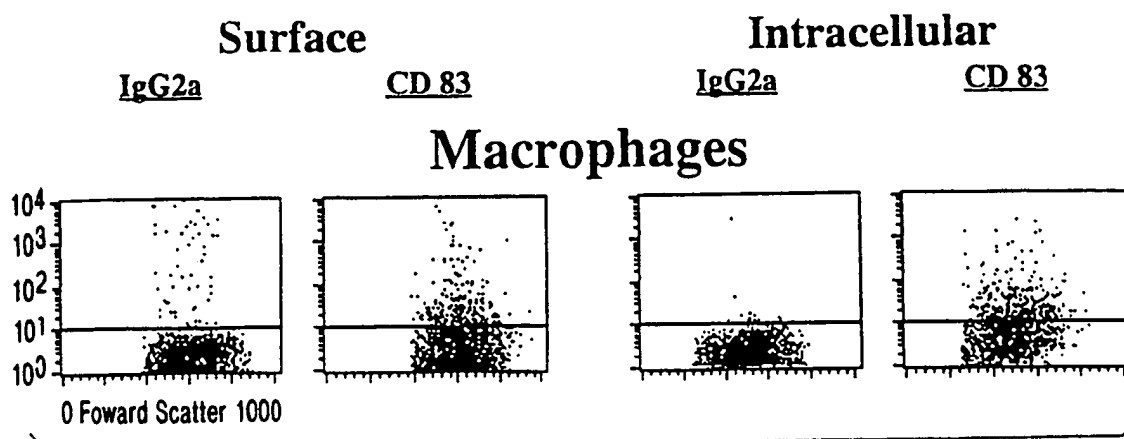 Surface Intracellular
IgG2a CD 83 IgG2a CD 83
Macrophages
10⁴
10³
10²
10¹
10⁰
0 Foward Scatter 1000